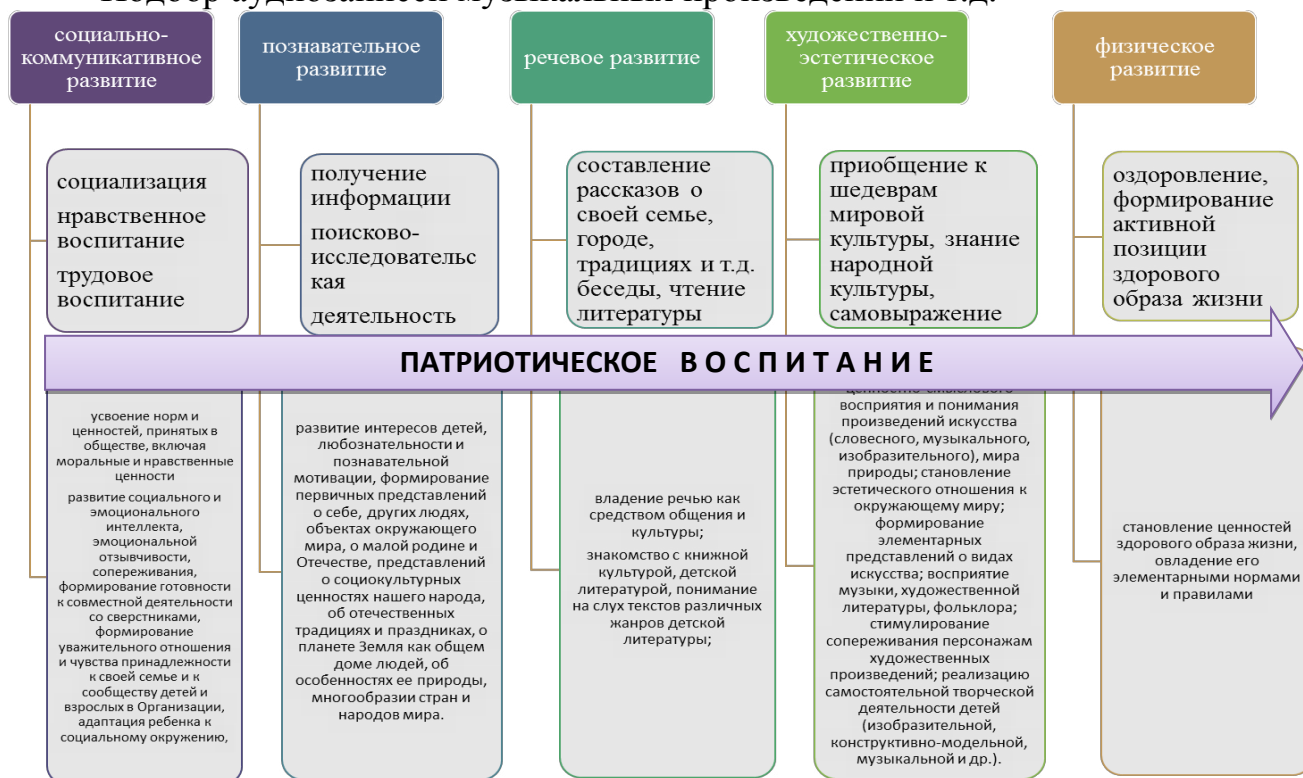 Подбор аудиозаписей музыкальных произведений и т.д.
социально-
коммуникативное
развитие
познавательное
развитие
речевое развитие
художественно-
эстетическое
развитие
физическое
развитие
социализация
нравственное
воспитание
трудовое
воспитание
получение
информации
поисково-
исследовательс
кая
деятельность
составление
рассказов о
своей семье,
городе,
традициях и т.д.
беседы, чтение
литературы
приобщение к
шедеврам
мировой
культуры, знание
народной
культуры,
самовыражение
оздоровление,
формирование
активной
позиции
здорового
образа жизни
ПАТРИОТИЧЕСКОЕ В О С П И Т А Н И Е
усвоение норм и
ценностей, принятых в
обществе, включая
моральные и нравственные
ценности
развитие социального и
эмоционального
интеллекта,
эмоциональной
отзывчивости,
сопереживания,
формирование готовности
к совместной деятельности
со сверстниками,
формирование
уважительного отношения
и чувства принадлежности
к своей семье и к
сообществу детей и
взрослых в Организации,
адаптация ребенка к
социальному окружению,
развитие интересов детей,
любознательности и
познавательной
мотивации, формирование
первичных представлений
о себе, других людях,
объектах окружающего
мира, о малой родине и
Отечестве, представлений
о социокультурных
ценностях нашего народа,
об отечественных
традициях и праздниках, о
планете Земля как общем
доме людей, об
особенностях ее природы,
многообразии стран и
народов мира.
владение речью как
средством общения и
культуры;
знакомство с книжной
культурой, детской
литературой, понимание
на слух текстов различных
жанров детской
литературы;
ценностно-смыслового
восприятия и понимания
произведений искусства
(словесного, музыкального,
изобразительного), мира
природы; становление
эстетического отношения к
окружающему миру;
формирование
элементарных
представлений о видах
искусства; восприятие
музыки, художественной
литературы, фольклора;
стимулирование
сопереживания персонажам
художественных
произведений; реализацию
самостоятельной творческой
деятельности детей
(изобразительной,
конструктивно-модельной,
музыкальной и др.).
становление ценностей
здорового образа жизни,
овладение его
элементарными нормами
и правилами